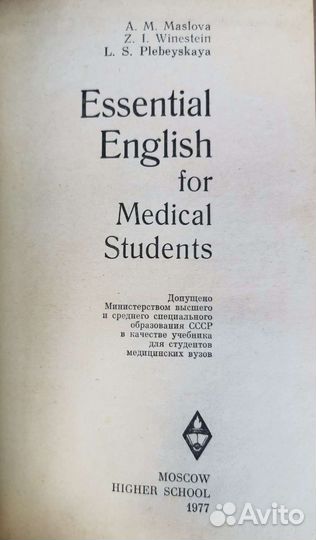 A. M. Maslova
Z. I. Winestein
L. S. Plebeyskaya
Essential
English
for
Medical
Students
Допущено
Министерством высшего
и среднего специального
образования СССР
в качестве учебника
для студентов
медицинских вузов
MOSCOW
HIGHER SCHOOL
1977
Avito